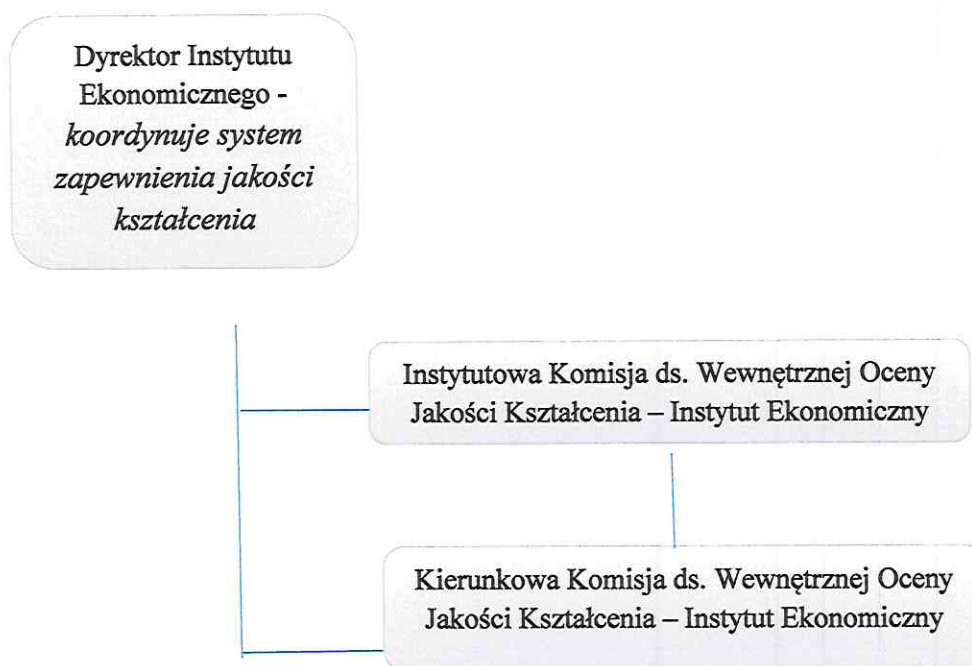 Dyrektor Instytutu
Ekonomicznego -
koordynuje system
zapewnienia jakości
kształcenia
Instytutowa Komisja ds. Wewnętrznej Oceny
Jakości Kształcenia – Instytut Ekonomiczny
Kierunkowa Komisja ds. Wewnętrznej Oceny
Jakości Kształcenia – Instytut Ekonomiczny